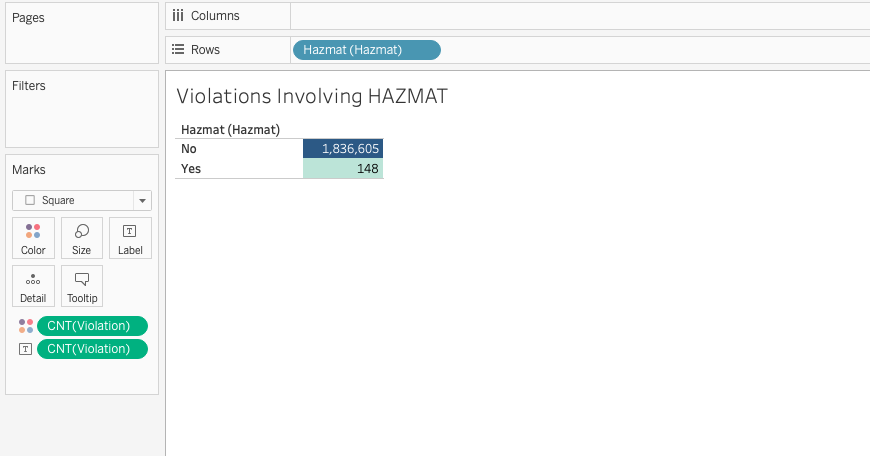 Pages
Columns
Rows
Hazmat (Hazmat)
Filters
Violations Involving HAZMAT
Hazmat (Hazmat)
No 1,836,605
Yes 148
Marks
Square
Color Size Label
T
Detail Tooltip
CNT(Violation)
T CNT(Violation)